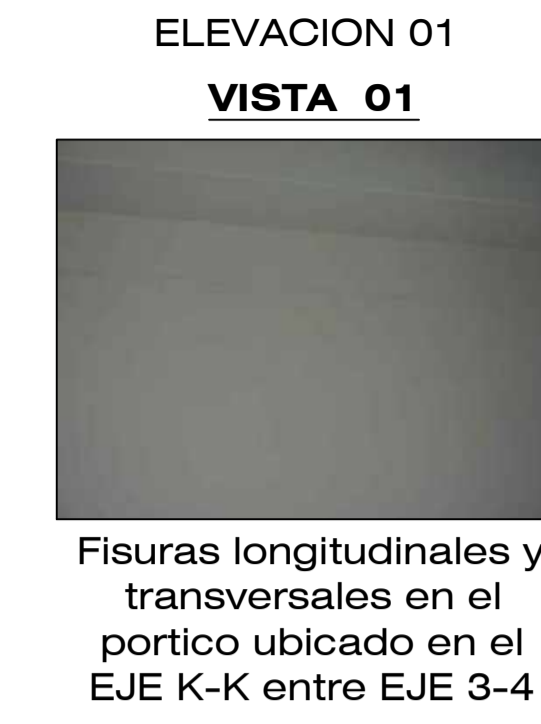 ELEVACION 01
VISTA 01
Fisuras longitudinales y
transversales en el
portico ubicado en el
EJE K-K entre EJE 3-4